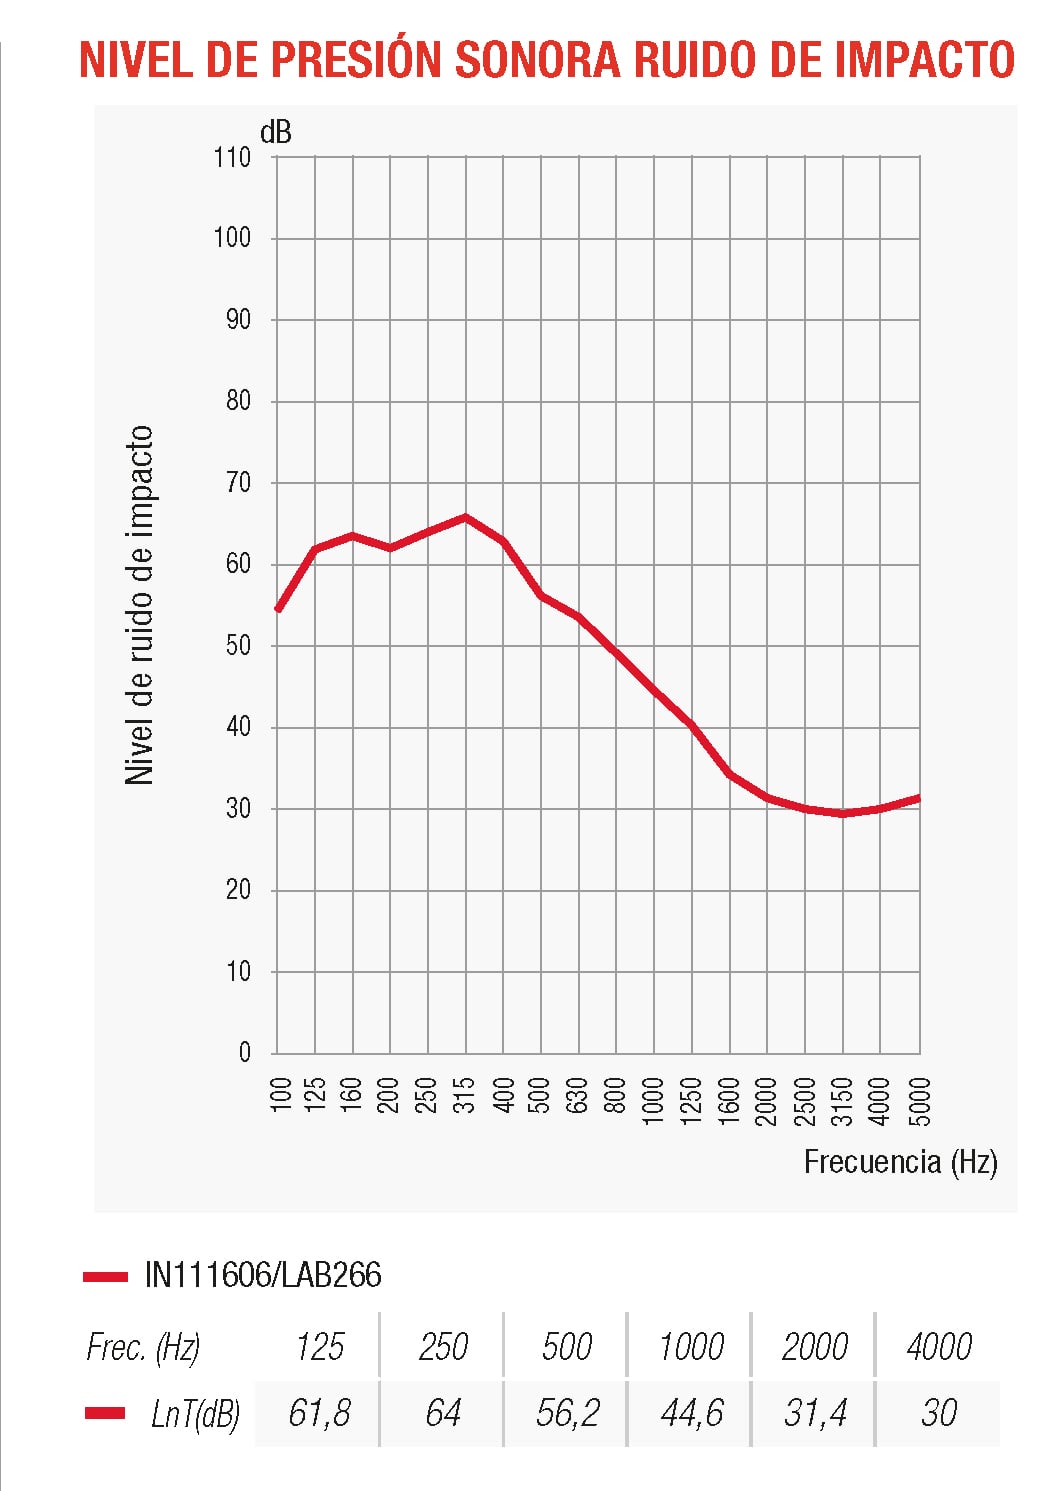 NIVEL DE PRESIÓN SONORA RUIDO DE IMPACTO
dB
110
100
90
80
70
60
50
40
30
20
10
0
Nivel de ruido de impacto
100 125 160 200 250 315 400 500 630 800 1000 1250 1600 2000 2500 3150 4000 5000
Frecuencia (Hz)
IN111606/LAB266
Frec. (Hz) 125 250 500 1000 2000 4000
LnT(dB) 61,8 64 56,2 44,6 31,4 30